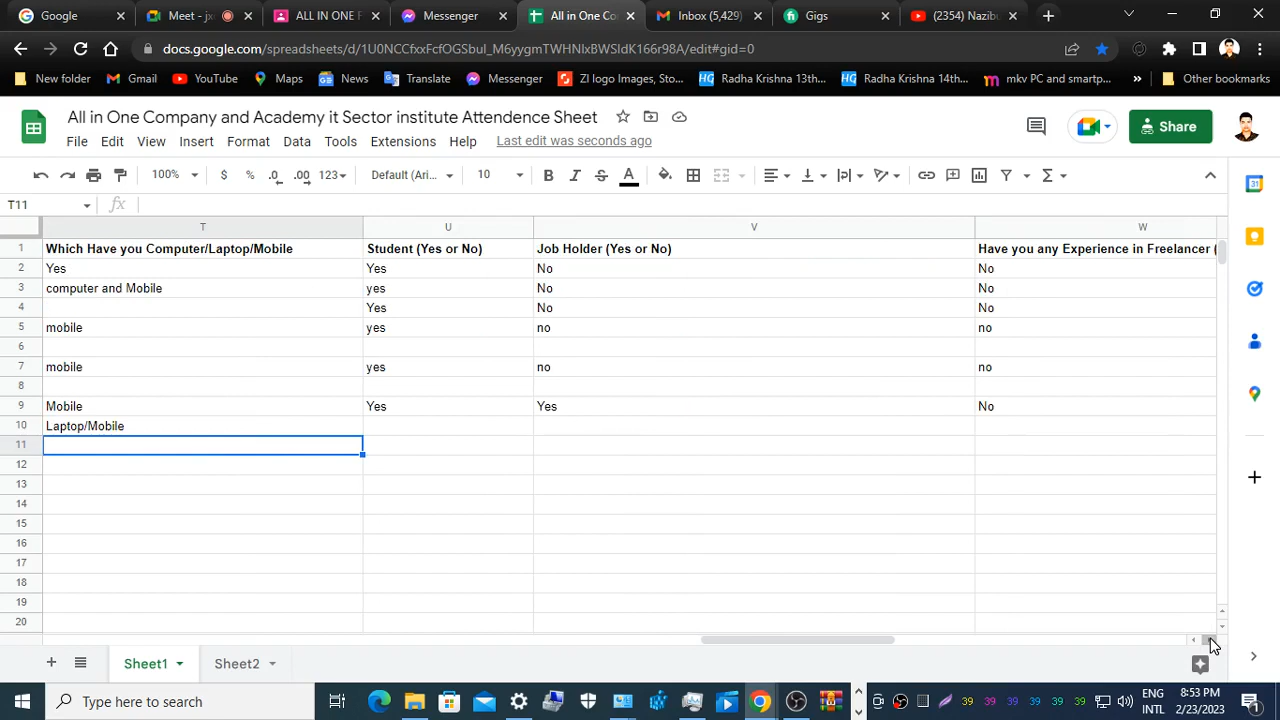 Google
Meet - jx
ALL IN ONE F
Messenger
All in One Co
Inbox (5,429)
Gigs
(2354) Nazibu
docs.google.com/spreadsheets/d/1U0NCCfxxFcfOGSbuI_M6yygmTWHNIxBWSIdK166r98A/edit#gid=0
New folder
Gmail
YouTube
Maps
News
Translate
Messenger
ZI logo Images, Sto...
Radha Krishna 13th...
Radha Krishna 14th...
mkv PC and smartp...
Other bookmarks
All in One Company and Academy it Sector institute Attendence Sheet
Share
File Edit View Insert Format Data Tools Extensions Help Last edit was seconds ago
100% $ % .0 .00 123 Default (Ari... 10
T11
T U V W
1 Which Have you Computer/Laptop/Mobile Student (Yes or No) Job Holder (Yes or No) Have you any Experience in Freelancer (
2 Yes Yes No No
3 computer and Mobile yes No No
4 Yes No No
5 mobile yes no no
6
7 mobile yes no no
8
9 Mobile Yes Yes No
10 Laptop/Mobile
11
12
13
14
15
16
17
18
19
20
Sheet1 Sheet2
Type here to search
39 39 39 39 39
ENG
INTL
8:53 PM
2/23/2023